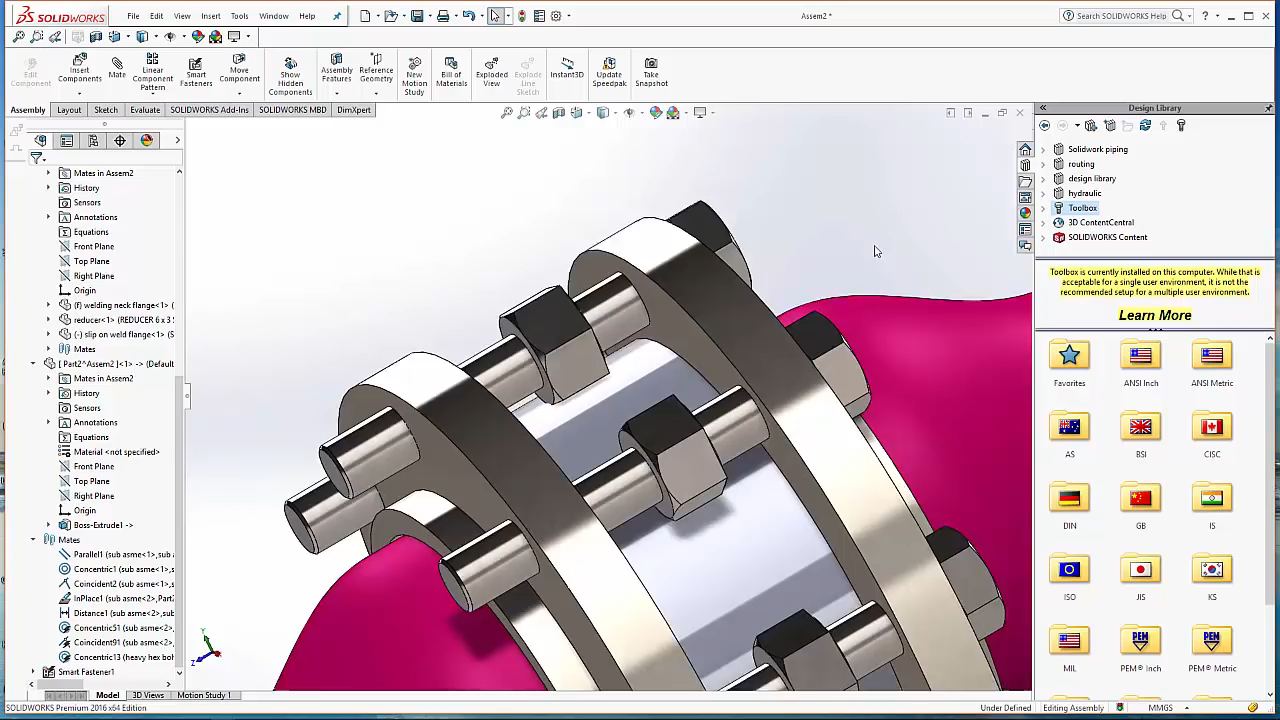 SOLIDWORKS File Edit View Insert Tools Window Help Assem2 * Search SOLIDWORKS Help
Edit Component
Insert Components
Mate
Linear Component Pattern
Smart Fasteners
Move Component
Show Hidden Components
Assembly Features
Reference Geometry
New Motion Study
Bill of Materials
Exploded View
Explode Line Sketch
Instant3D
Update Speedpak
Take Snapshot
Assembly Layout Sketch Evaluate SOLIDWORKS Add-Ins SOLIDWORKS MBD DimXpert
Mates in Assem2
History
Sensors
Annotations
Equations
Front Plane
Top Plane
Right Plane
Origin
(f) welding neck flange<1> (
reducer<1> (REDUCER 6 x 3
(-) slip on weld flange<1> (S
Mates
[ Part2^Assem2 ]<1> -> (Default
Mates in Assem2
History
Sensors
Annotations
Equations
Material <not specified>
Front Plane
Top Plane
Right Plane
Origin
Boss-Extrude1 ->
Mates
Parallel1 (sub asme<1>,sub
Concentric1 (sub asme<1>,s
Coincident2 (sub asme<1>,
InPlace1 (sub asme<2>,Part2
Distance1 (sub asme<2>,sub
Concentric51 (sub asme<2>,
Coincident91 (sub asme<2>,
Concentric13 (heavy hex bol
Smart Fastener1
Y
Z
Model 3D Views Motion Study 1
SOLIDWORKS Premium 2016 x64 Edition Under Defined Editing Assembly MMGS
Design Library
Solidwork piping
routing
design library
hydraulic
Toolbox
3D ContentCentral
SOLIDWORKS Content
Toolbox is currently installed on this computer. While that is
acceptable for a single user environment, it is not the
recommended setup for a multiple user environment.
Learn More
Favorites ANSI Inch ANSI Metric
AS BSI CISC
DIN GB IS
ISO JIS KS
PEM PEM
MIL PEM® Inch PEM® Metric